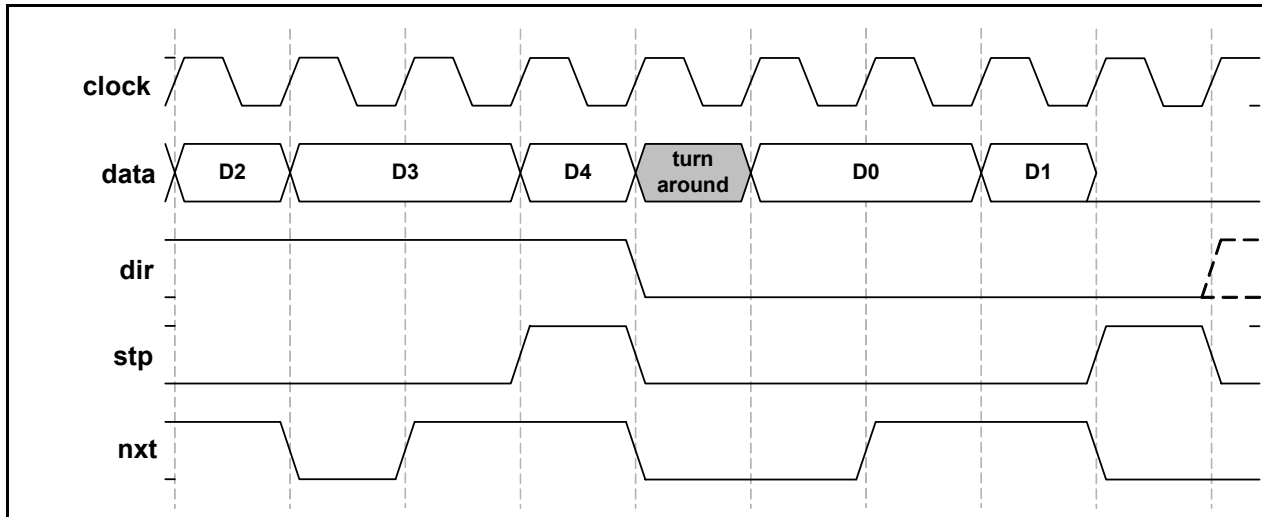 clock
data
D2
D3
D4
turn
around
D0
D1
dir
stp
nxt